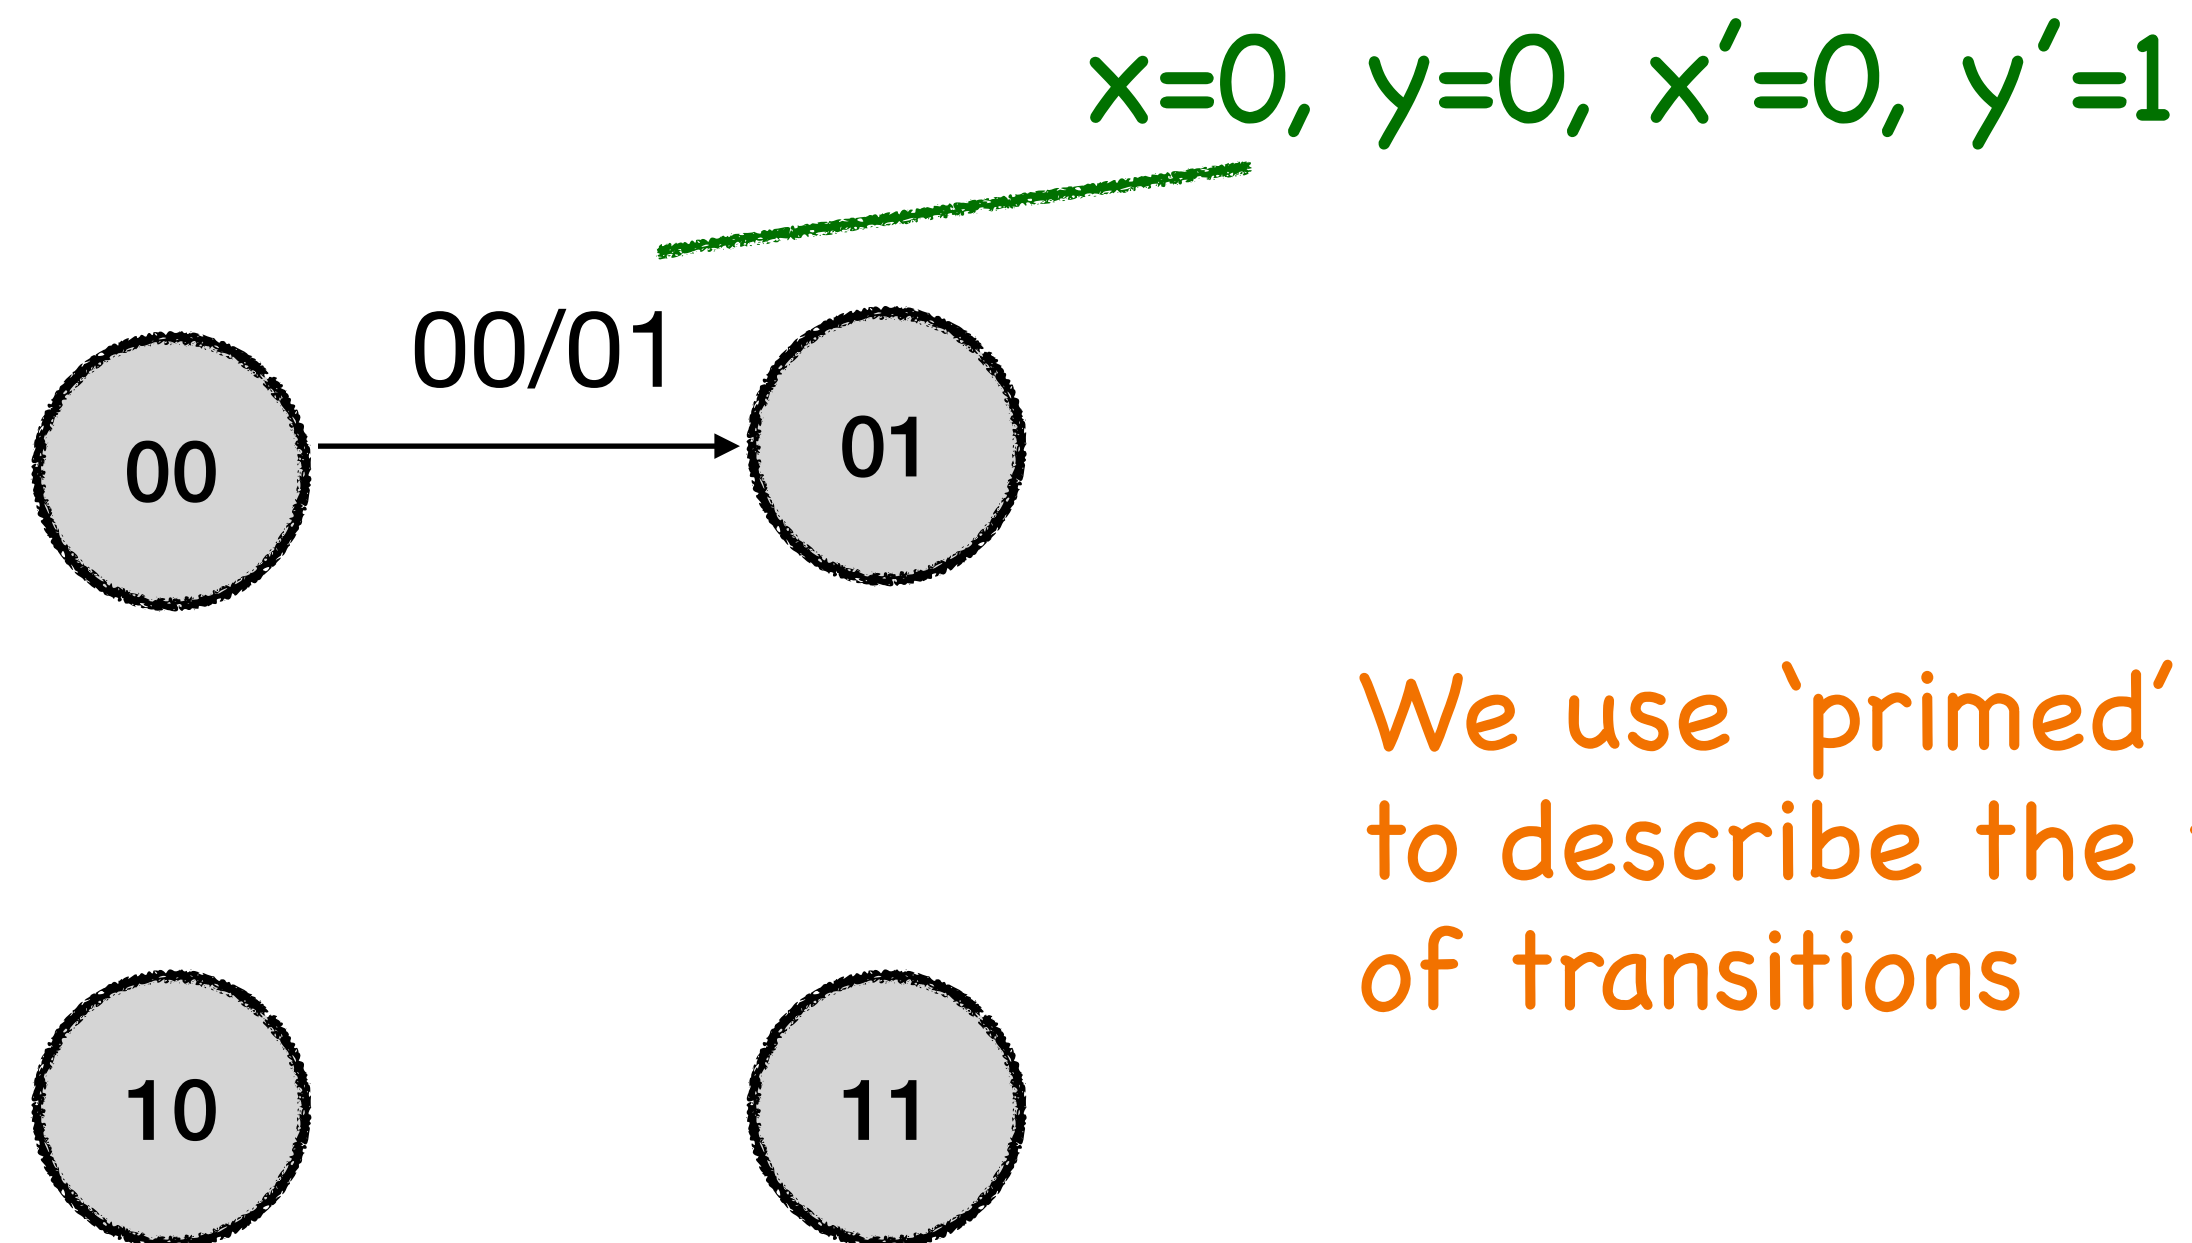 x=0, y=0, x′=0, y′=1
00/01
00
01
We use ‘primed’
to describe the
of transitions
10
11